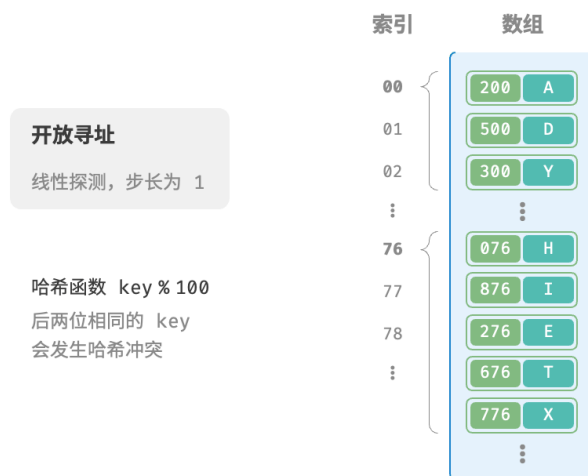 索引 数组
00 200 A
开放寻址
01 500 D
线性探测，步长为 1
02 300 Y
76 076 H
哈希函数 key % 100
77 876 I
后两位相同的 key
78 276 E
会发生哈希冲突
676 T
776 X